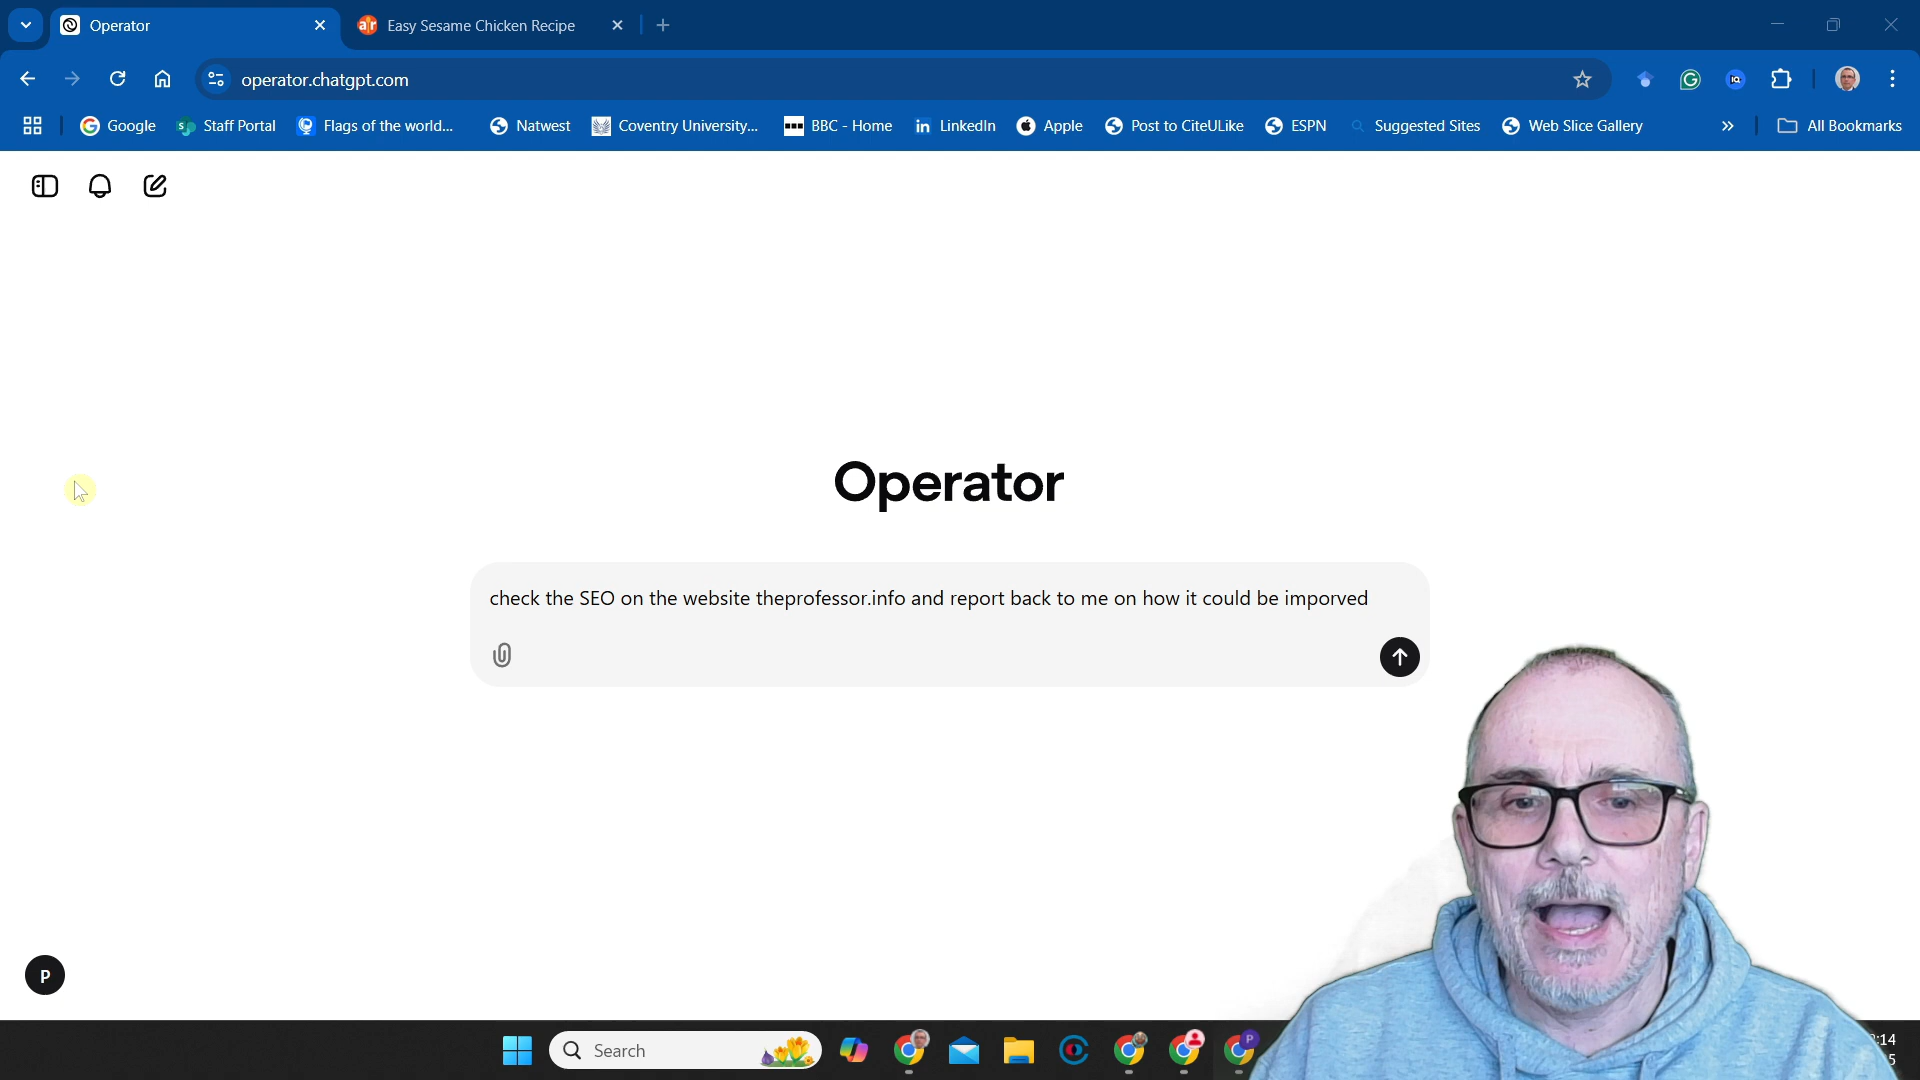 Operator
Easy Sesame Chicken Recipe
operator.chatgpt.com
Google
Staff Portal
Flags of the world...
Natwest
Coventry University...
BBC - Home
LinkedIn
Apple
Post to CiteULike
ESPN
Suggested Sites
Web Slice Gallery
All Bookmarks
Operator
check the SEO on the website theprofessor.info and report back to me on how it could be imporved
P
Search
:14
5